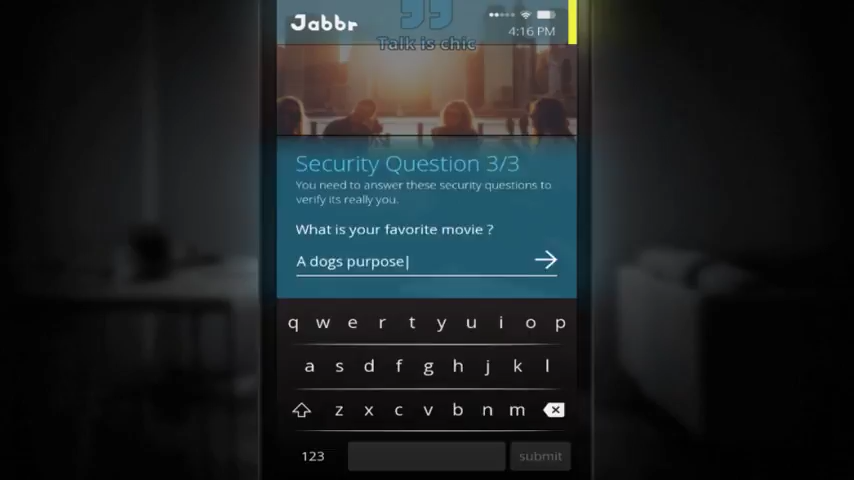 Jabbr
4:16 PM
Talk is chic
Security Question 3/3
You need to answer these security questions to
verify its really you.
What is your favorite movie ?
A dogs purpose
q w e r t y u i o p
a s d f g h j k l
z x c v b n m
123
submit